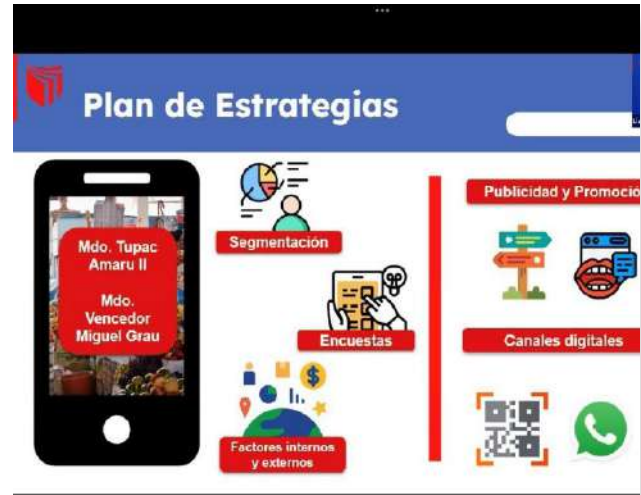 Plan de Estrategias
Mdo. Tupac
Amaru II
Mdo.
Vencedor
Miguel Grau
Segmentación
Encuestas
Factores internos
y externos
Publicidad y Promoció
Canales digitales